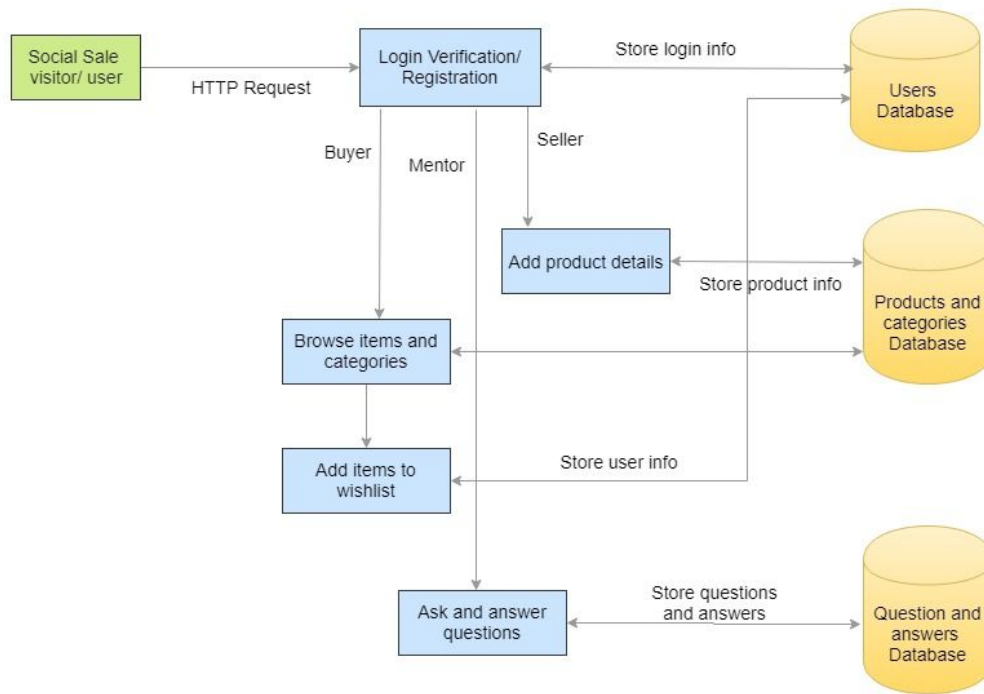 Social Sale
visitor/ user
HTTP Request
Login Verification/
Registration
Store login info
Users
Database
Buyer
Mentor
Seller
Add product details
Store product info
Products and
categories
Database
Browse items and
categories
Add items to
wishlist
Store user info
Ask and answer
questions
Store questions
and answers
Question and
answers
Database